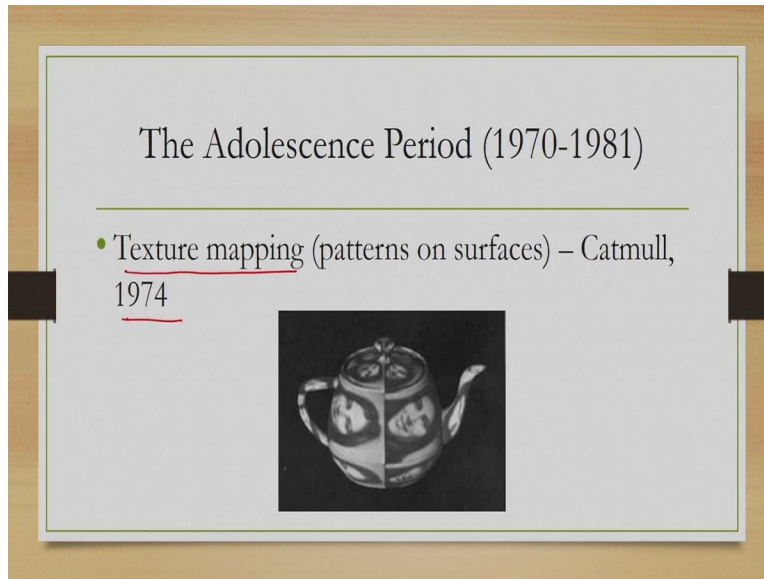 The Adolescence Period (1970-1981)
• Texture mapping (patterns on surfaces) – Catmull,
1974